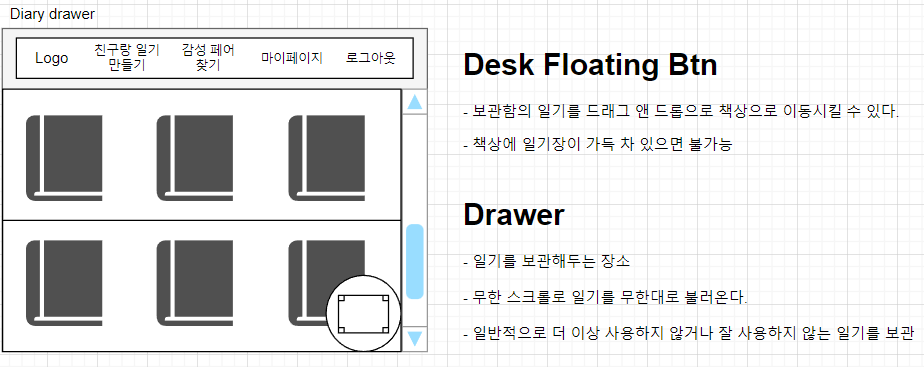 Diary drawer
Logo
친구랑 일기
만들기
감성 페어
찾기
마이페이지
로그아웃
Desk Floating Btn
- 보관함의 일기를 드래그 앤 드롭으로 책상으로 이동시킬 수 있다.
- 책상에 일기장이 가득 차 있으면 불가능
Drawer
- 일기를 보관해두는 장소
- 무한 스크롤로 일기를 무한대로 불러온다.
- 일반적으로 더 이상 사용하지 않거나 잘 사용하지 않는 일기를 보관